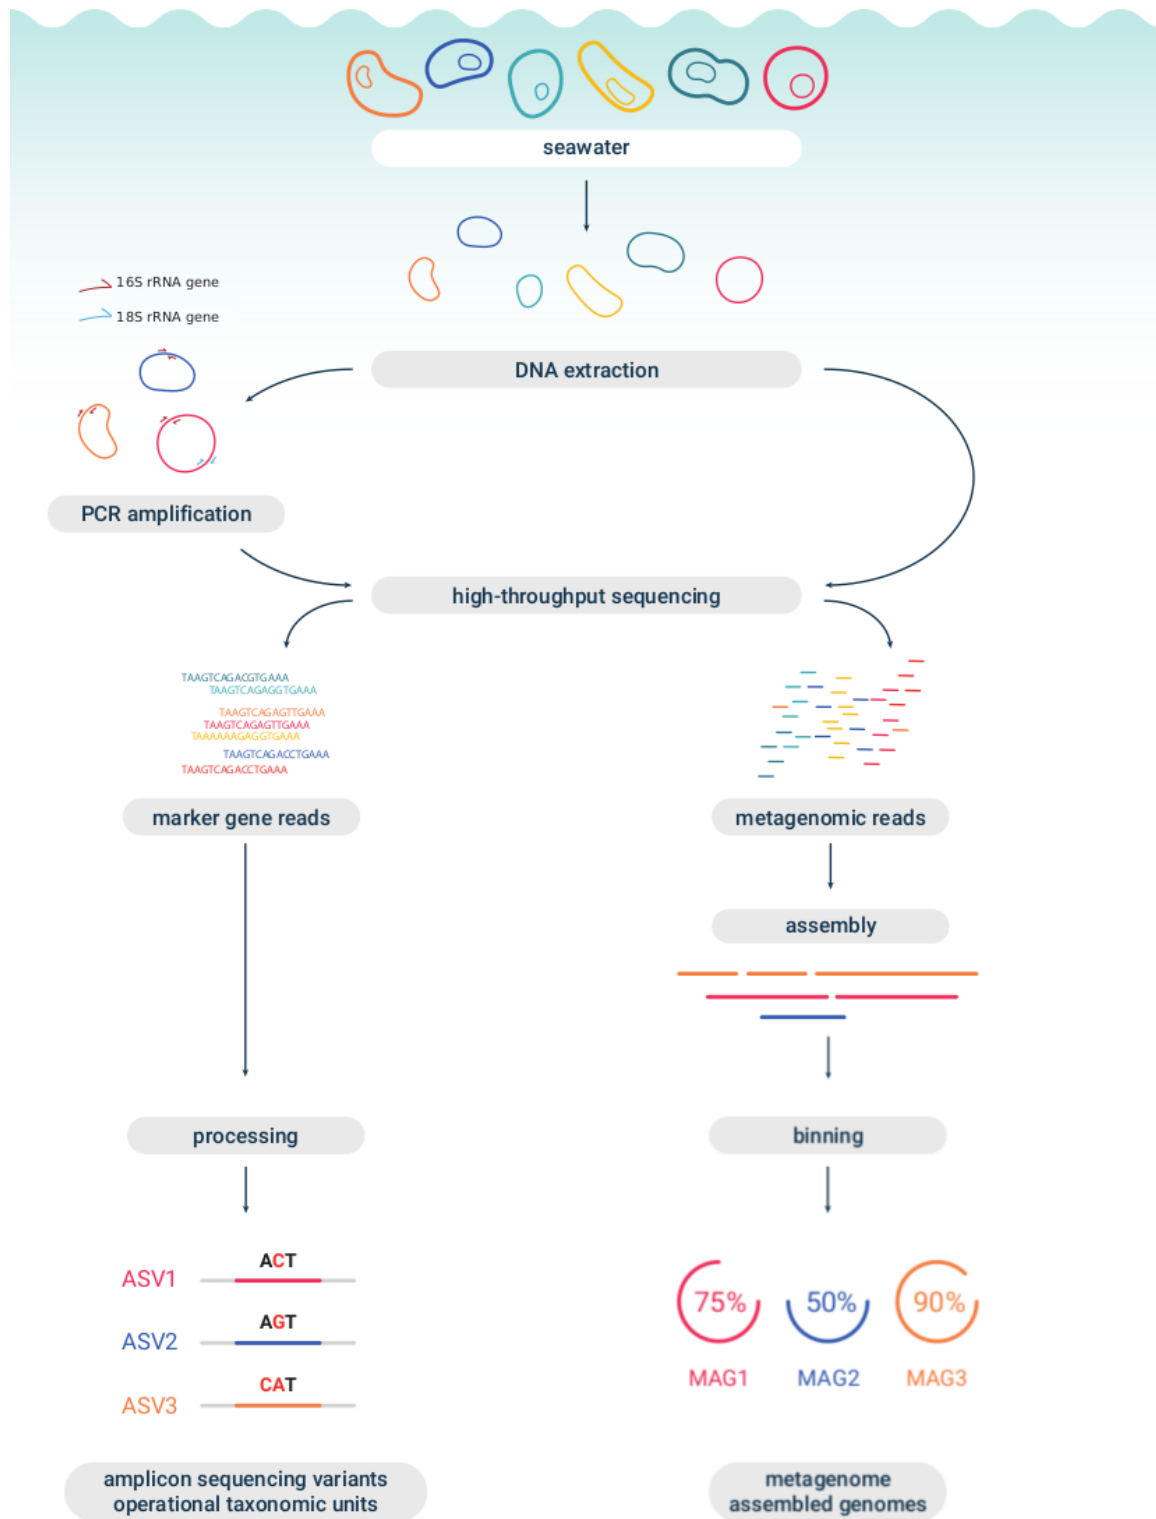 seawater
16S rRNA gene
18S rRNA gene
DNA extraction
PCR amplification
high-throughput sequencing
TAAGTCAGACGTGAAA
TAAGTCAGAGGTGAAA
TAAGTCAGAGTTGAAA
TAAGTCAGAGTTGAAA
TAAAAAAGAGGTGAAA
TAAGTCAGACCTGAAA
TAAGTCAGACCTGAAA
marker gene reads
metagenomic reads
assembly
processing
binning
ACT
ASV1
AGT
ASV2
CAT
ASV3
75% 50% 90%
MAG1 MAG2 MAG3
amplicon sequencing variants
operational taxonomic units
metagenome
assembled genomes